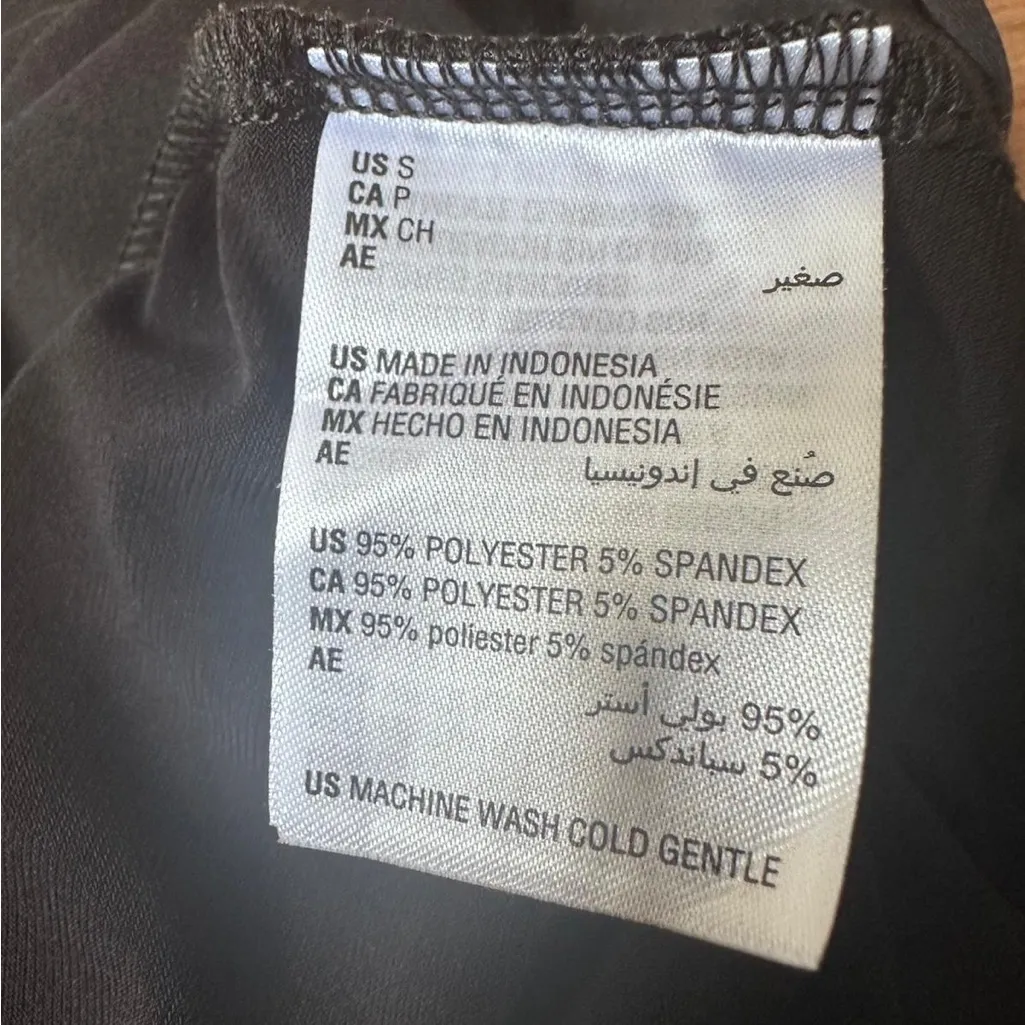 US S
CA P
MX CH
AE
صغير
US MADE IN INDONESIA
CA FABRIQUÉ EN INDONÉSIE
MX HECHO EN INDONESIA
AE
صُنع في إندونيسيا
US 95% POLYESTER 5% SPANDEX
CA 95% POLYESTER 5% SPANDEX
MX 95% poliester 5% spándex
AE
95% بولي أستر
5% سباندكس
US MACHINE WASH COLD GENTLE